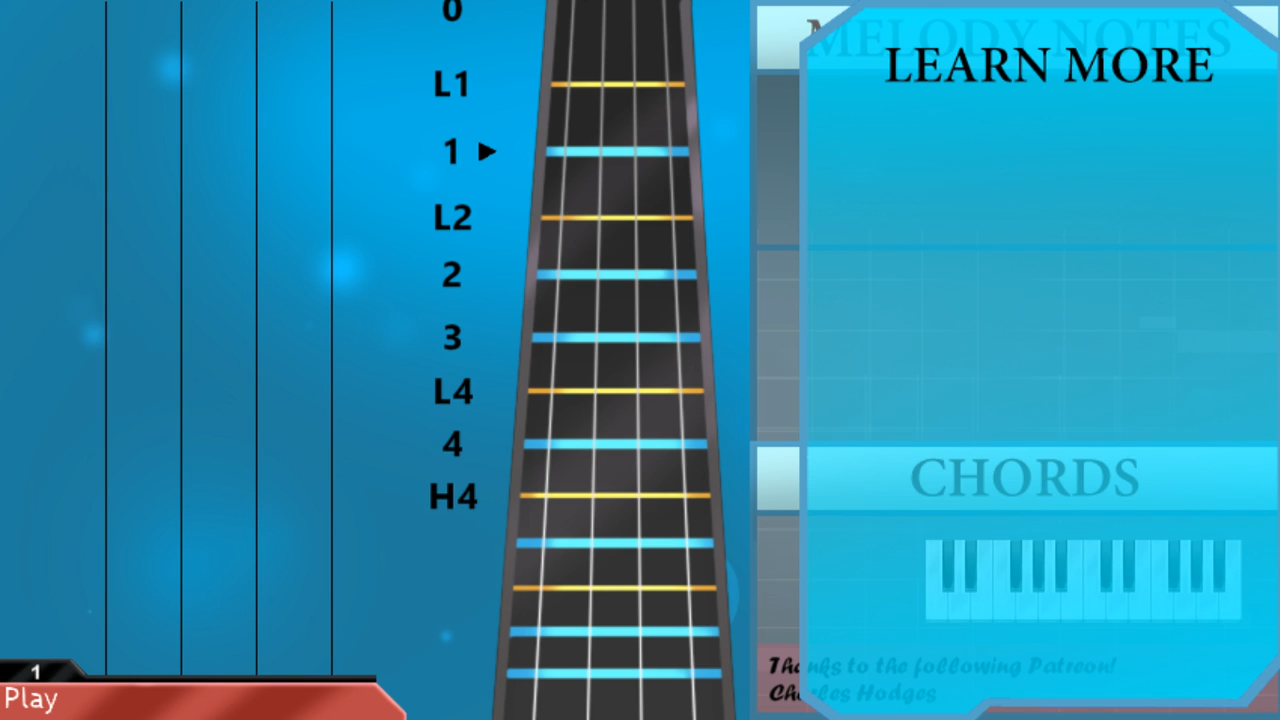 0
L1
1 ►
L2
2
3
L4
4
H4
1
Play
MELODY NOTES
LEARN MORE
CHORDS
Thanks to the following Patreon!
Charles Hodges